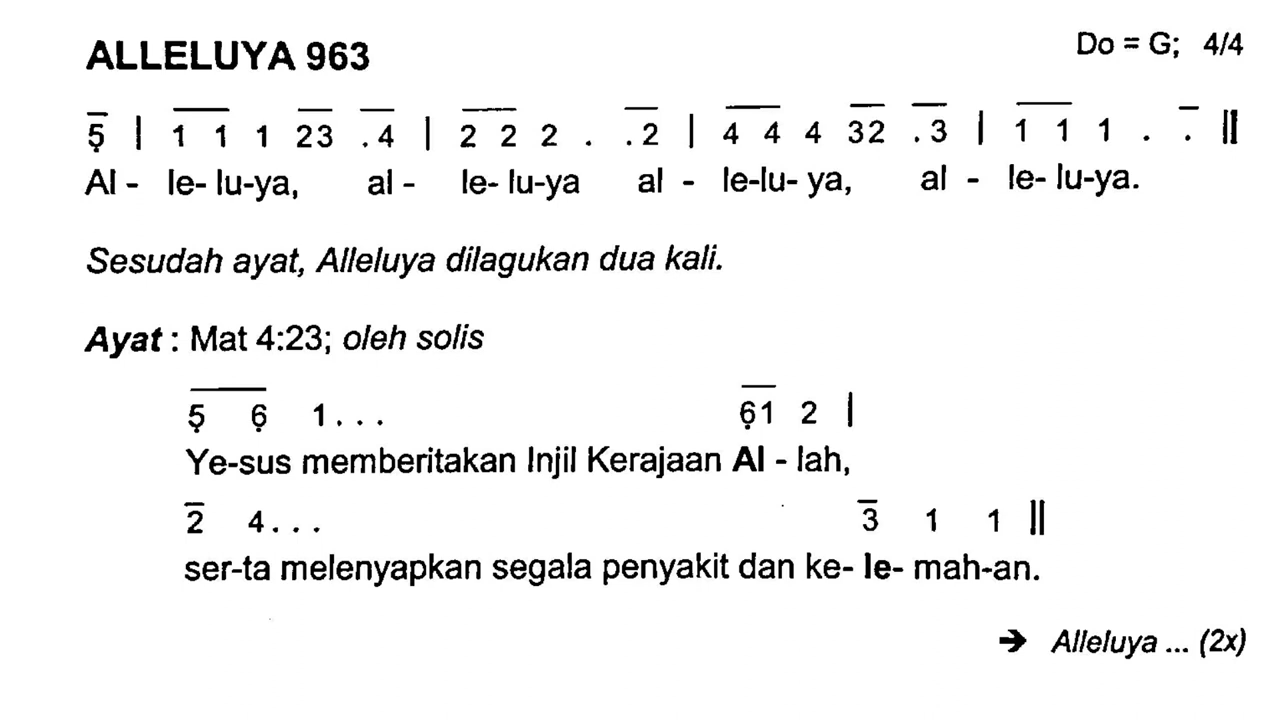 ALLELUYA 963
Do = G; 4/4
5̣ | 1 1 1 23 .4 | 2 2 2 . .2 | 4 4 4 32 .3 | 1 1 1 . . ||
Al - le- lu-ya, al - le- lu-ya al - le-lu- ya, al - le- lu-ya.
Sesudah ayat, Alleluya dilagukan dua kali.
Ayat : Mat 4:23; oleh solis
5̣ 6̣ 1 . . . 6̣1 2 |
Ye-sus memberitakan Injil Kerajaan Al - lah,
2 4 . . . 3 1 1 ||
ser-ta melenyapkan segala penyakit dan ke- le- mah-an.
➔ Alleluya ... (2x)